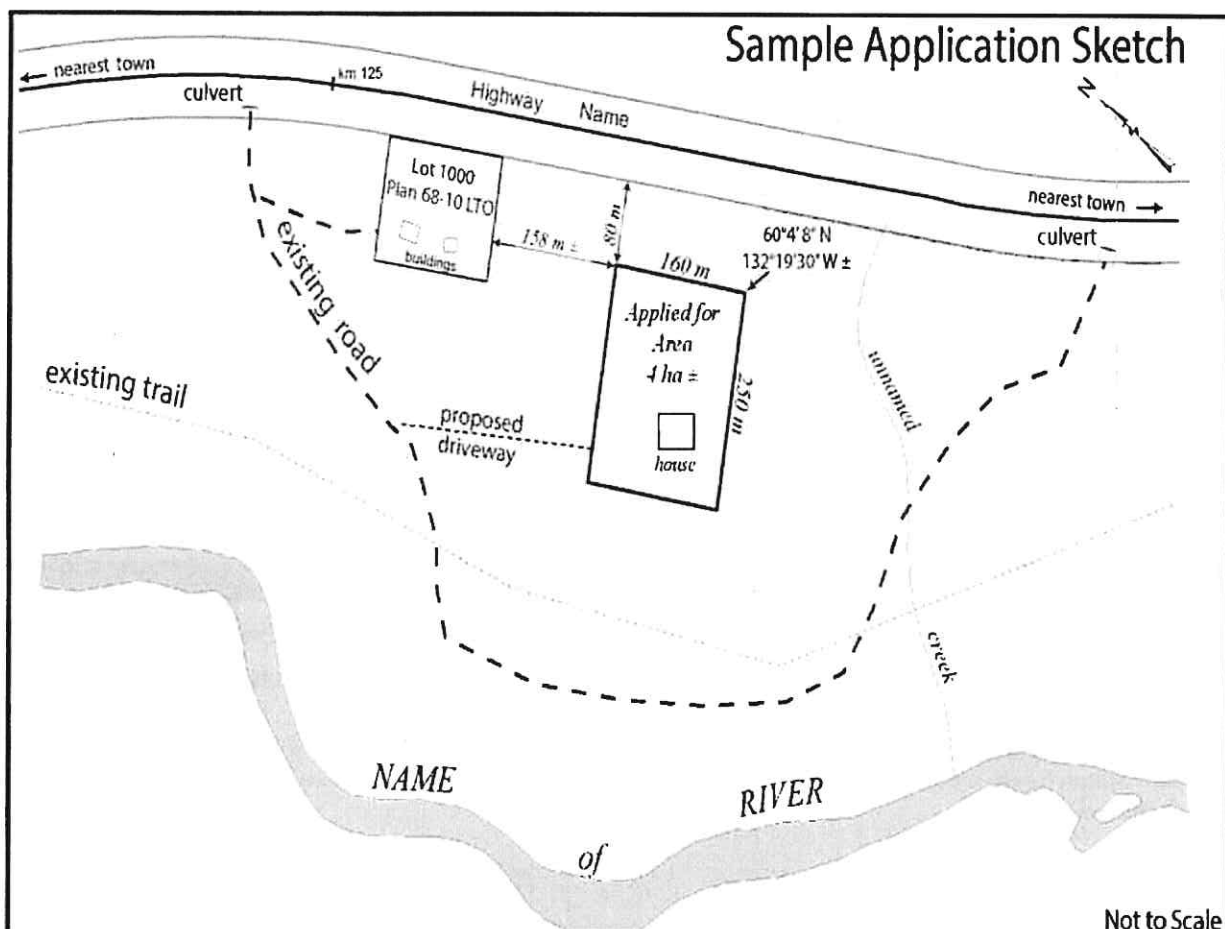 Sample Application Sketch
← nearest town
km 125
culvert
Highway Name
N
nearest town →
culvert
Lot 1000
Plan 68-10 LTO
buildings
158 m ±
80 m
60°4'8" N
132°19'30" W ±
160 m
Applied for
Area
4 ha ±
250 m
house
existing road
existing trail
proposed
driveway
unnamed
creek
NAME
of
RIVER
Not to Scale